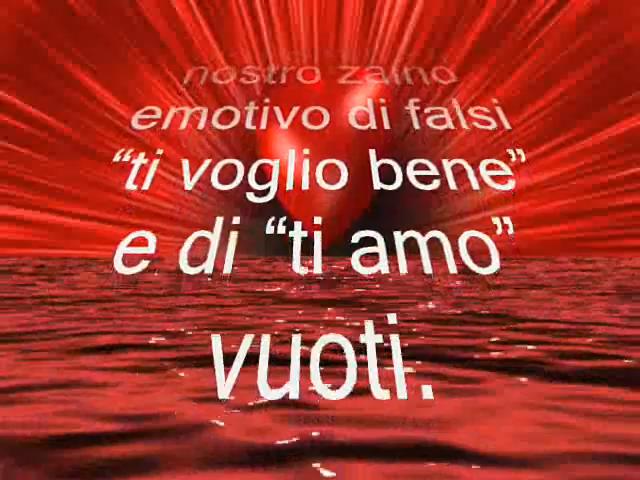 nostro zaino
emotivo di falsi
“ti voglio bene”
e di “ti amo”
vuoti.